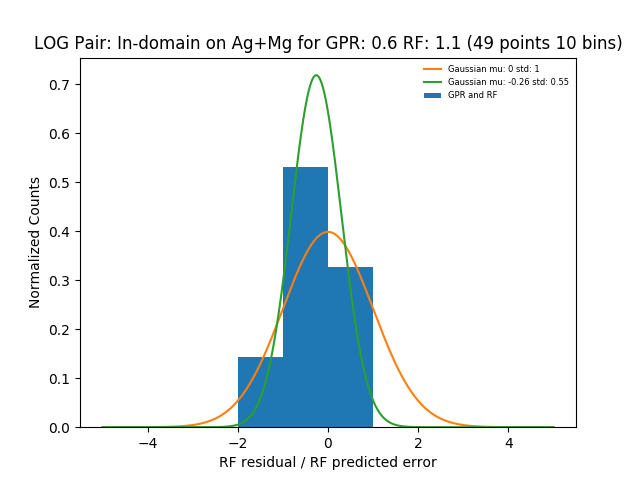 LOG Pair: In-domain on Ag+Mg for GPR: 0.6 RF: 1.1 (49 points 10 bins)
Gaussian mu: 0 std: 1
Gaussian mu: -0.26 std: 0.55
GPR and RF
Normalized Counts
0.7
0.6
0.5
0.4
0.3
0.2
0.1
0.0
−4 −2 0 2 4
RF residual / RF predicted error